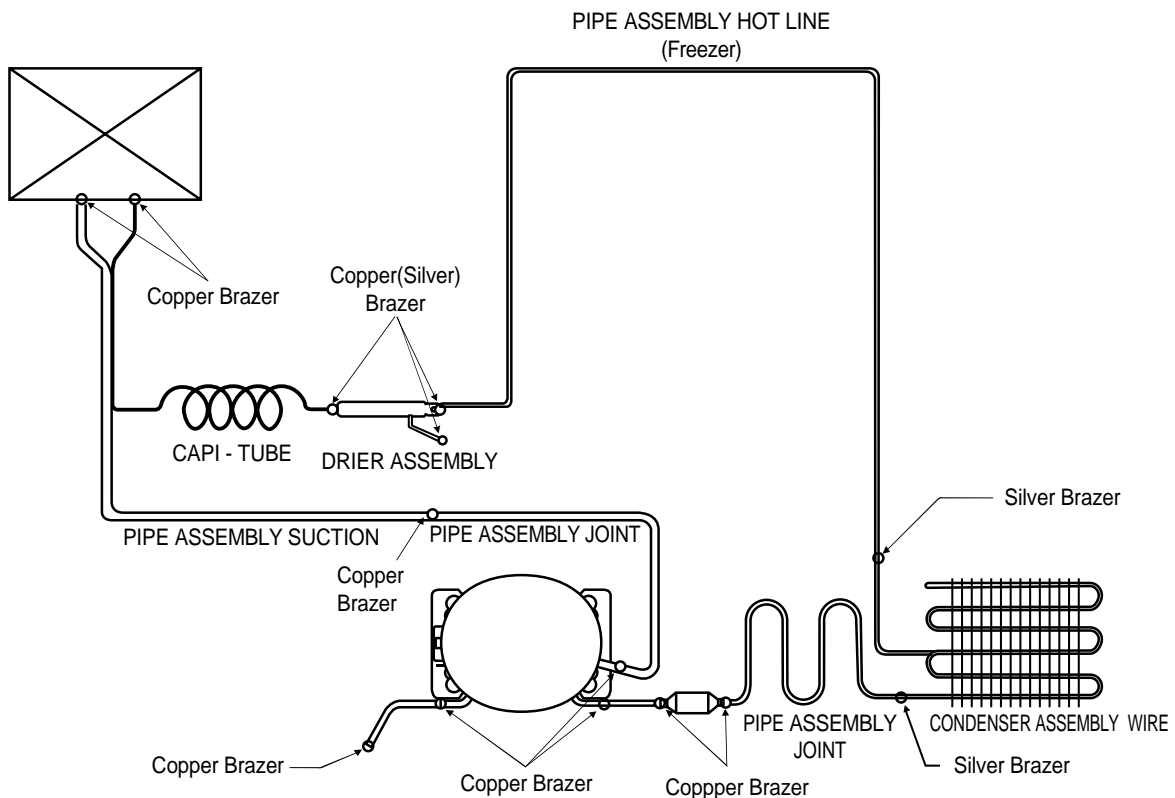 PIPE ASSEMBLY HOT LINE
(Freezer)
Copper Brazer
Copper(Silver)
Brazer
CAPI - TUBE
DRIER ASSEMBLY
Silver Brazer
PIPE ASSEMBLY SUCTION
PIPE ASSEMBLY JOINT
Copper
Brazer
PIPE ASSEMBLY
JOINT
CONDENSER ASSEMBLY WIRE
Copper Brazer
Copper Brazer
Coppper Brazer
Silver Brazer